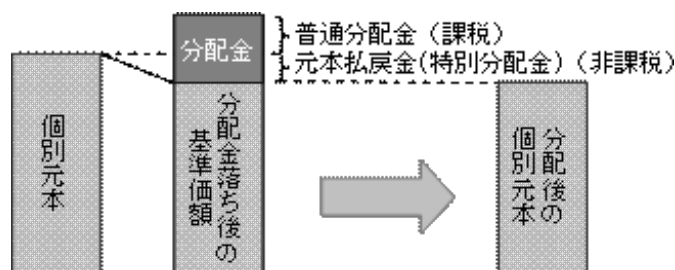 分配金
普通分配金（課税）
元本払戻金(特別分配金)（非課税）
個別元本
分配金落ち後の
基準価額
分配後の
個別元本